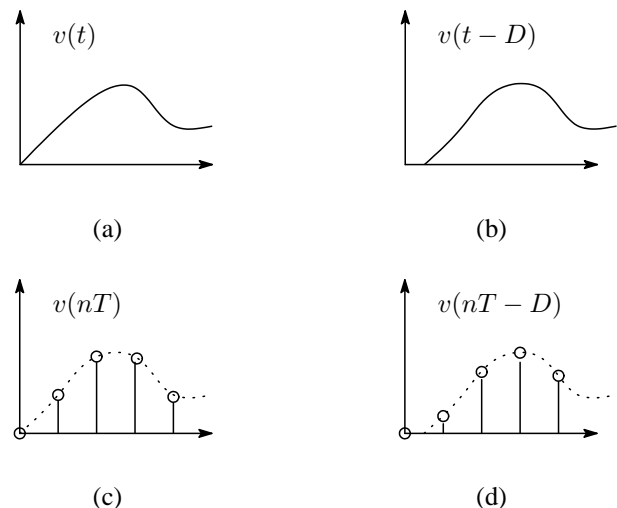 v(t)
v(t − D)
(a)
(b)
v(nT)
v(nT − D)
(c)
(d)